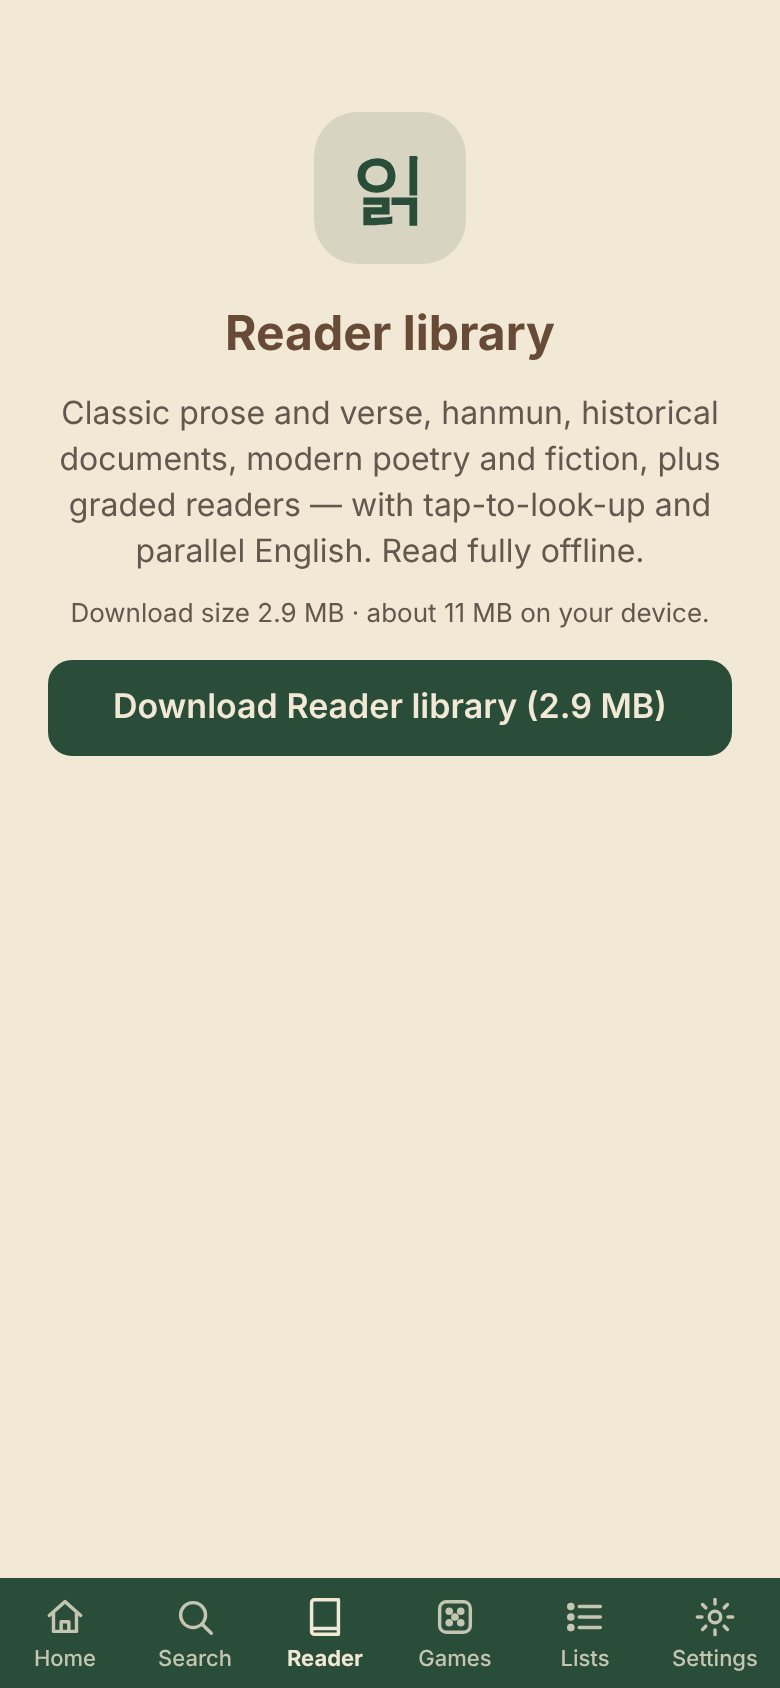 읽
Reader library
Classic prose and verse, hanmun, historical
documents, modern poetry and fiction, plus
graded readers — with tap-to-look-up and
parallel English. Read fully offline.
Download size 2.9 MB · about 11 MB on your device.
Download Reader library (2.9 MB)
Home Search Reader Games Lists Settings